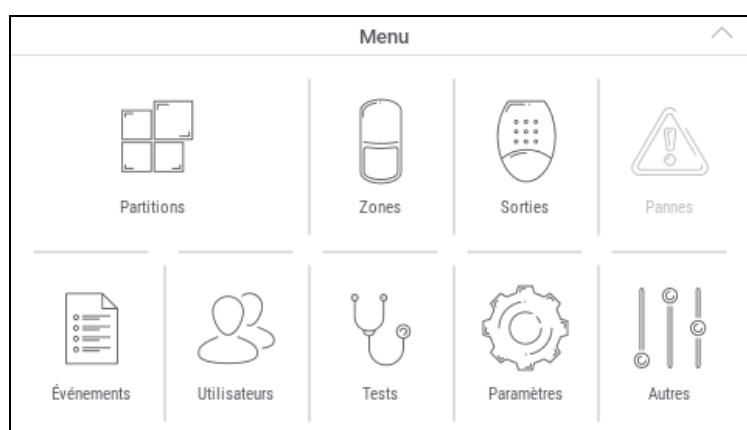 Menu
Partitions
Zones
Sorties
Pannes
Événements
Utilisateurs
Tests
Paramètres
Autres